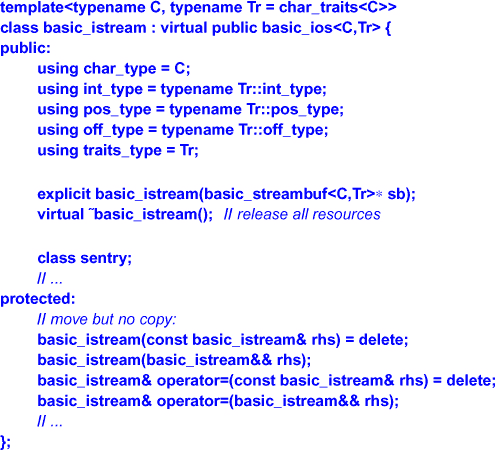 template<typename C, typename Tr = char_traits<C>>
class basic_istream : virtual public basic_ios<C,Tr> {
public:
using char_type = C;
using int_type = typename Tr::int_type;
using pos_type = typename Tr::pos_type;
using off_type = typename Tr::off_type;
using traits_type = Tr;
explicit basic_istream(basic_streambuf<C,Tr>∗ sb);
virtual ˜basic_istream(); // release all resources
class sentry;
// ...
protected:
// move but no copy:
basic_istream(const basic_istream& rhs) = delete;
basic_istream(basic_istream&& rhs);
basic_istream& operator=(const basic_istream& rhs) = delete;
basic_istream& operator=(basic_istream&& rhs);
// ...
};